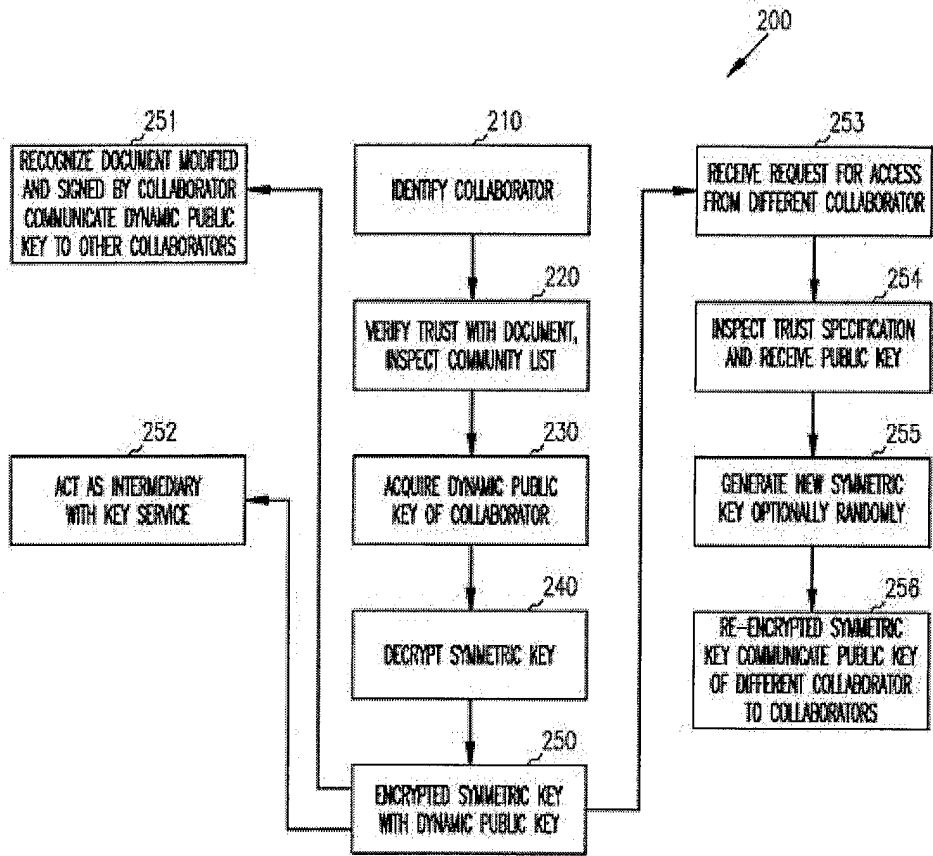 200
251
RECOGNIZE DOCUMENT MODIFIED
AND SIGNED BY COLLABORATOR
COMMUNICATE DYNAMIC PUBLIC
KEY TO OTHER COLLABORATORS
210
IDENTIFY COLLABORATOR
253
RECEIVE REQUEST FOR ACCESS
FROM DIFFERENT COLLABORATOR
220
VERIFY TRUST WITH DOCUMENT,
INSPECT COMMUNITY LIST
254
INSPECT TRUST SPECIFICATION
AND RECEIVE PUBLIC KEY
252
ACT AS INTERMEDIARY
WITH KEY SERVICE
230
ACQUIRE DYNAMIC PUBLIC
KEY OF COLLABORATOR
255
GENERATE NEW SYMMETRIC
KEY OPTIONALLY RANDOMLY
240
DECRYPT SYMMETRIC KEY
256
RE-ENCRYPTED SYMMETRIC
KEY COMMUNICATE PUBLIC KEY
OF DIFFERENT COLLABORATOR
TO COLLABORATORS
250
ENCRYPTED SYMMETRIC KEY
WITH DYNAMIC PUBLIC KEY